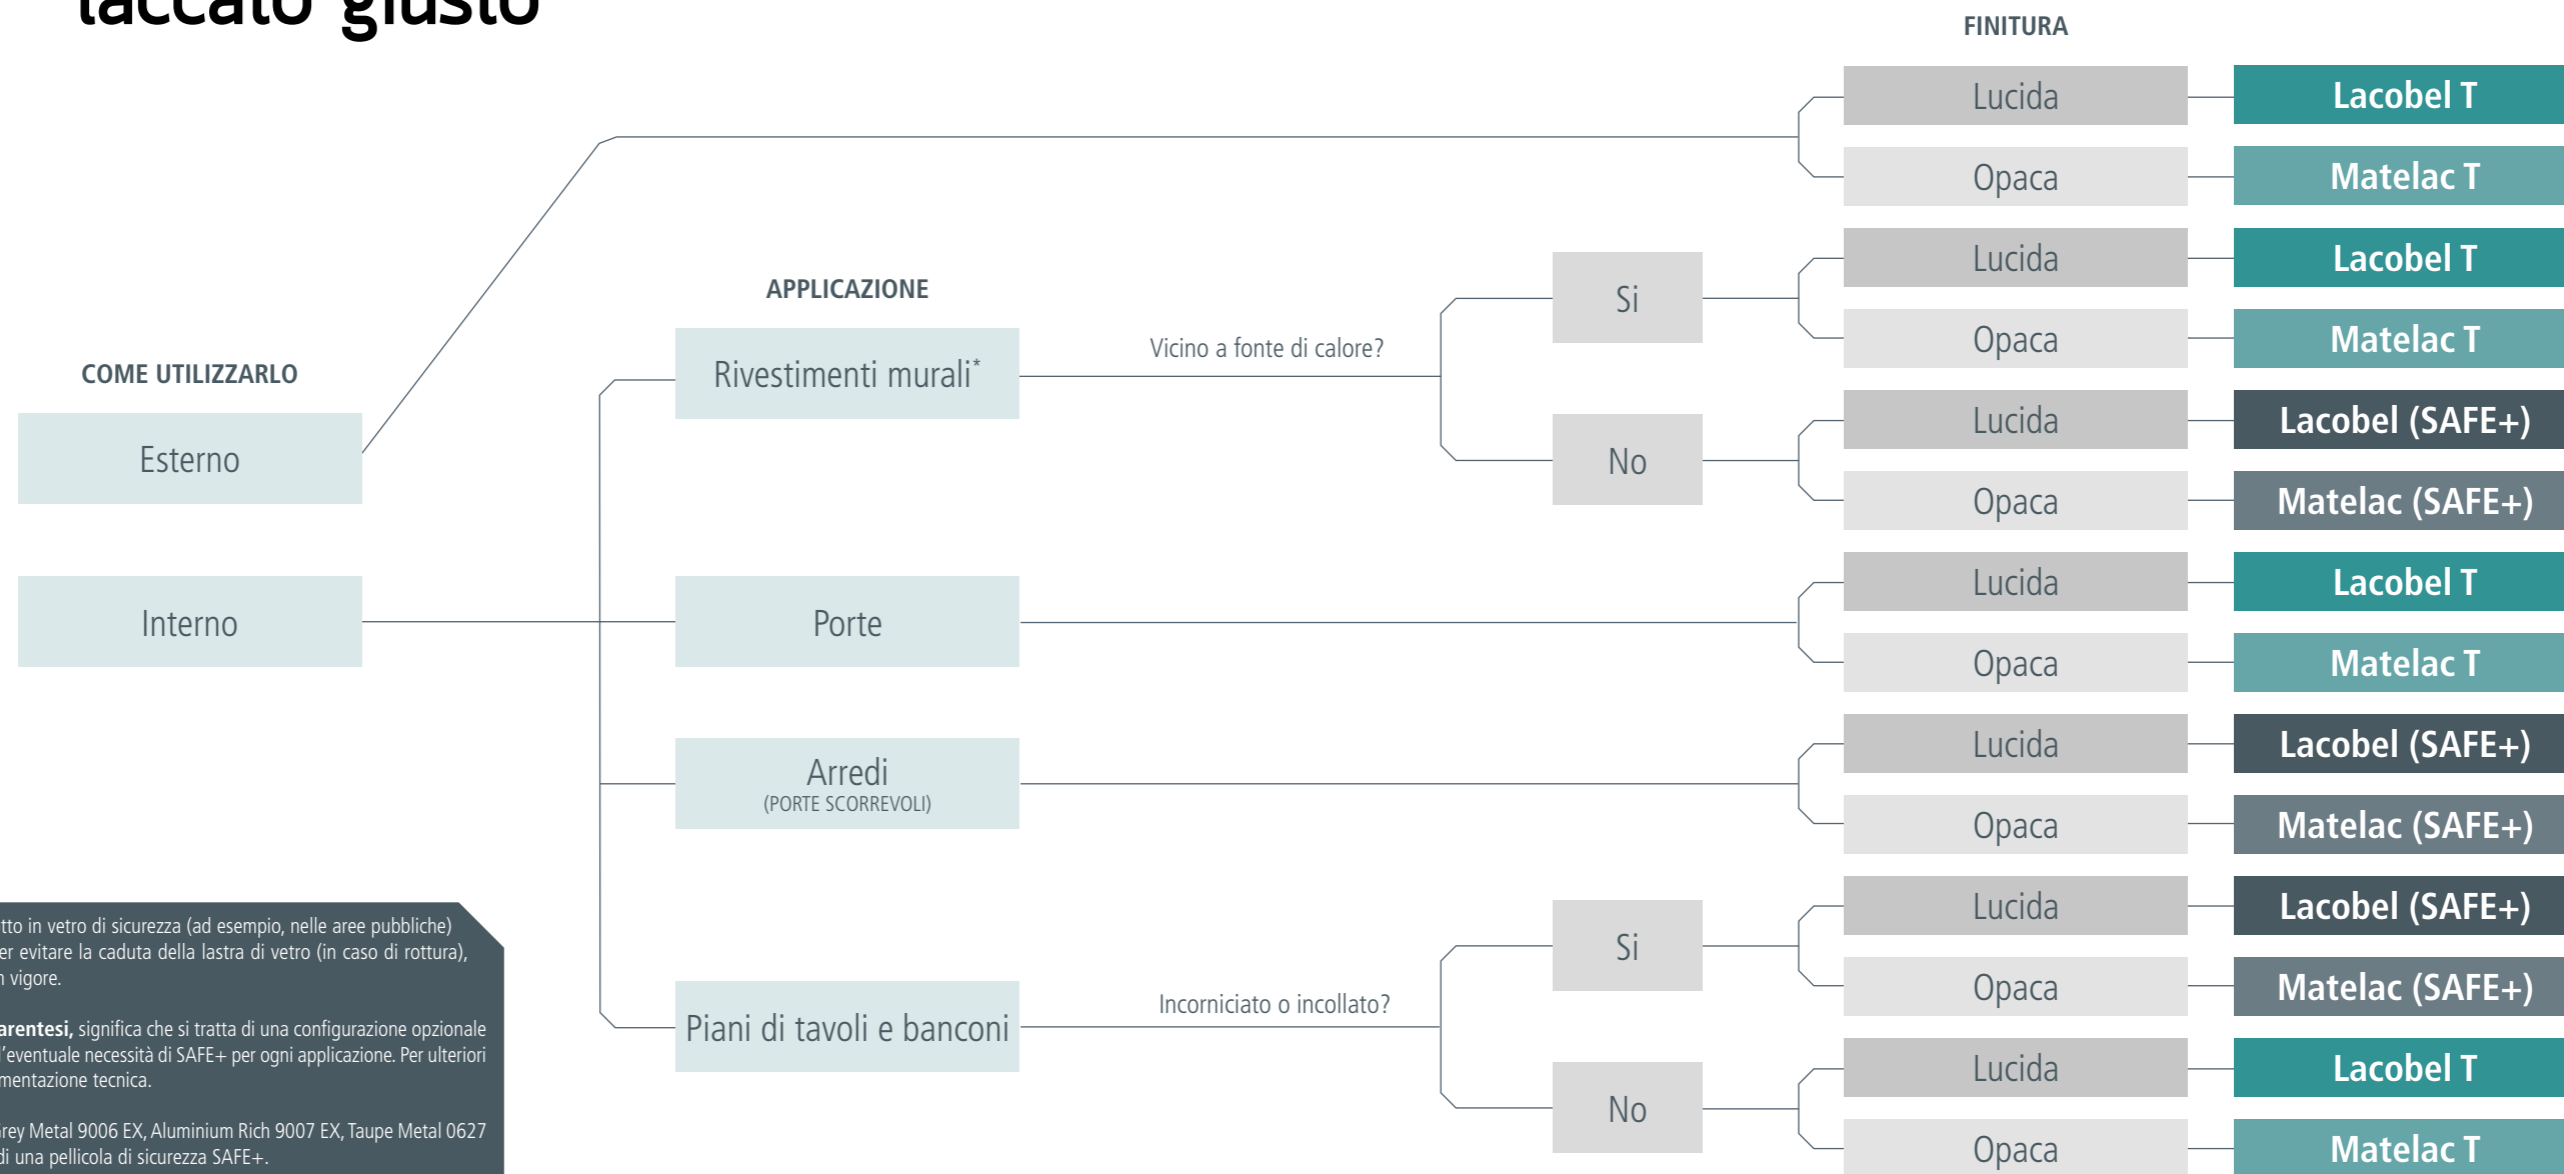 laccato giusto
FINITURA
Lucida
Lacobel T
Opaca
Matelac T
APPLICAZIONE
Si
Lucida
Lacobel T
Opaca
Matelac T
Vicino a fonte di calore?
Rivestimenti murali*
COME UTILIZZARLO
No
Lucida
Lacobel (SAFE+)
Opaca
Matelac (SAFE+)
Esterno
Interno
Porte
Lucida
Lacobel T
Opaca
Matelac T
Arredi
(PORTE SCORREVOLI)
Lucida
Lacobel (SAFE+)
Opaca
Matelac (SAFE+)
Piani di tavoli e banconi
Incorniciato o incollato?
Si
Lucida
Lacobel (SAFE+)
Opaca
Matelac (SAFE+)
No
Lucida
Lacobel T
Opaca
Matelac T
in vetro di sicurezza (ad esempio, nelle aree pubbliche)
er evitare la caduta della lastra di vetro (in caso di rottura),
vigore.
arentesi, significa che si tratta di una configurazione opzionale
l'eventuale necessità di SAFE+ per ogni applicazione. Per ulteriori
mentazione tecnica.
Grey Metal 9006 EX, Aluminium Rich 9007 EX, Taupe Metal 0627
di una pellicola di sicurezza SAFE+.